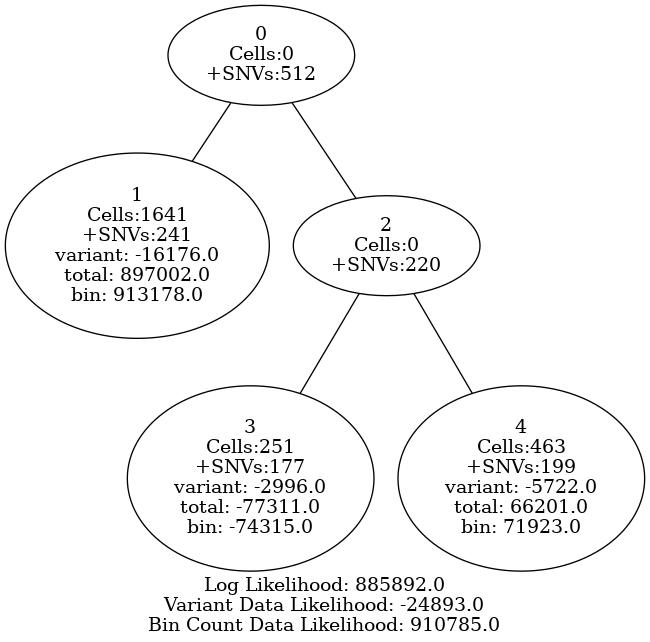 0
Cells:0
+SNVs:512
1
Cells:1641
+SNVs:241
variant: -16176.0
total: 897002.0
bin: 913178.0
2
Cells:0
+SNVs:220
3
Cells:251
+SNVs:177
variant: -2996.0
total: -77311.0
bin: -74315.0
4
Cells:463
+SNVs:199
variant: -5722.0
total: 66201.0
bin: 71923.0
Log Likelihood: 885892.0
Variant Data Likelihood: -24893.0
Bin Count Data Likelihood: 910785.0